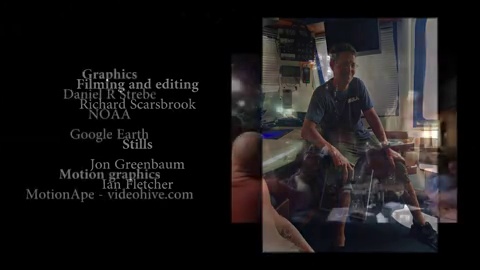 Graphics
Filming and editing
Daniel R Strebe
Richard Scarsbrook
NOAA
Google Earth
Stills
Jon Greenbaum
Motion graphics
Ian Fletcher
MotionApe - videohive.com